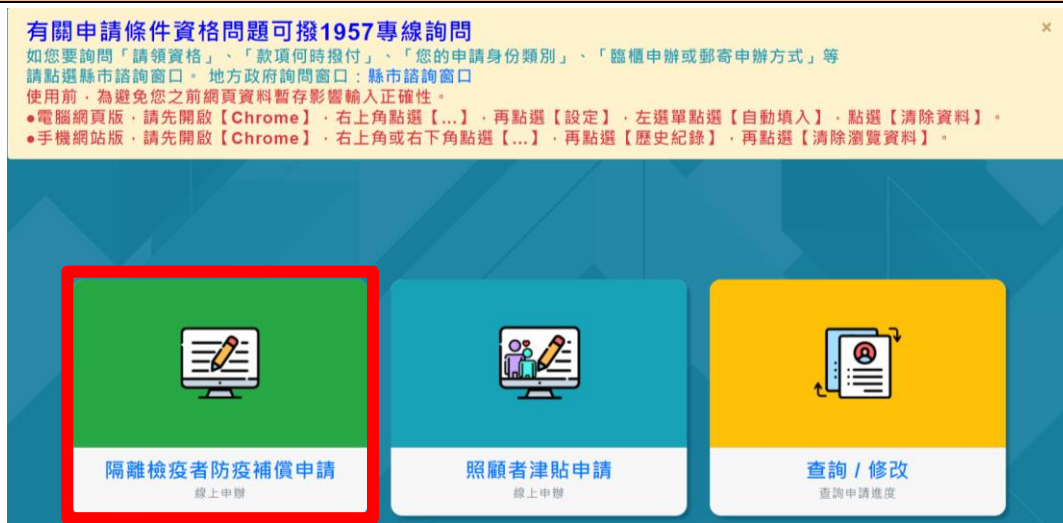 有關申請條件資格問題可撥1957專線詢問
×
如您要詢問「請領資格」、「款項何時撥付」、「您的申請身份類別」、「臨櫃申辦或郵寄申辦方式」等
請點選縣市諮詢窗口。 地方政府詢問窗口：縣市諮詢窗口
使用前，為避免您之前網頁資料暫存影響輸入正確性。
●電腦網頁版，請先開啟【Chrome】，右上角點選【...】，再點選【設定】，左選單點選【自動填入】，點選【清除資料】。
●手機網站版，請先開啟【Chrome】，右上角或右下角點選【...】，再點選【歷史紀錄】，再點選【清除瀏覽資料】。
隔離檢疫者防疫補償申請
線上申辦
照顧者津貼申請
線上申辦
查詢 / 修改
查詢申請進度